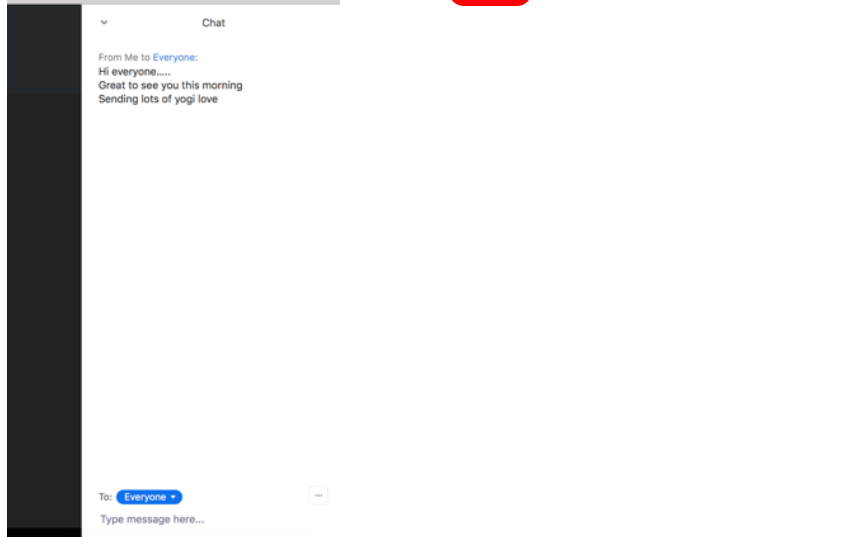 Chat
From Me to Everyone:
Hi everyone.....
Great to see you this morning
Sending lots of yogi love
To: Everyone
Type message here...